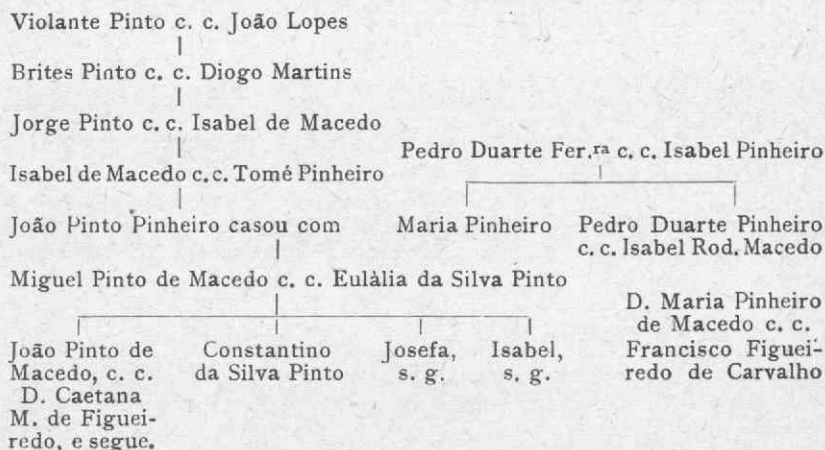 Violante Pinto c. c. João Lopes
Brites Pinto c. c. Diogo Martins
Jorge Pinto c. c. Isabel de Macedo
Pedro Duarte Fer.ra c. c. Isabel Pinheiro
Isabel de Macedo c. c. Tomé Pinheiro
João Pinto Pinheiro casou com
Maria Pinheiro
Pedro Duarte Pinheiro
c. c. Isabel Rod. Macedo
Miguel Pinto de Macedo c. c. Eulàlia da Silva Pinto
João Pinto de
Macedo, c. c.
D. Caetana
M. de Figuei-
redo, e segue.
Constantino
da Silva Pinto
Josefa,
s. g.
Isabel,
s. g.
D. Maria Pinheiro
de Macedo c. c.
Francisco Figuei-
redo de Carvalho